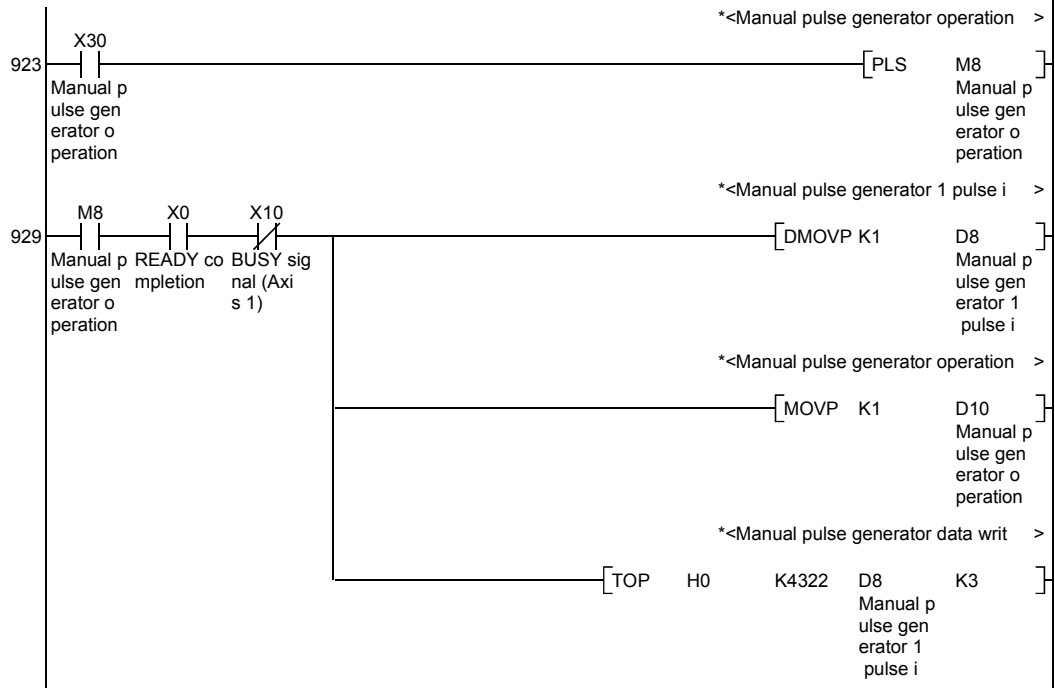 *<Manual pulse generator operation >
X30
923
[PLS M8 ]
Manual p
ulse gen
erator o
peration
Manual p
ulse gen
erator o
peration
*<Manual pulse generator 1 pulse i >
M8 X0 X10
929
[DMOVP K1 D8 ]
Manual p
ulse gen
erator o
peration
READY co
mpletion
BUSY sig
nal (Axi
s 1)
Manual p
ulse gen
erator 1
pulse i
*<Manual pulse generator operation >
[MOVP K1 D10 ]
Manual p
ulse gen
erator o
peration
*<Manual pulse generator data writ >
[TOP H0 K4322 D8 K3 ]
Manual p
ulse gen
erator 1
pulse i